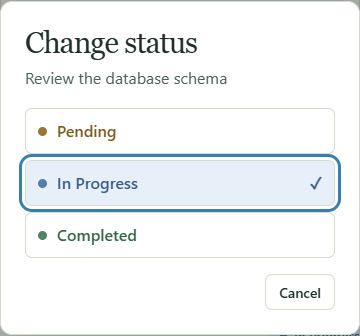 Change status
Review the database schema
Pending
In Progress ✓
Completed
Cancel